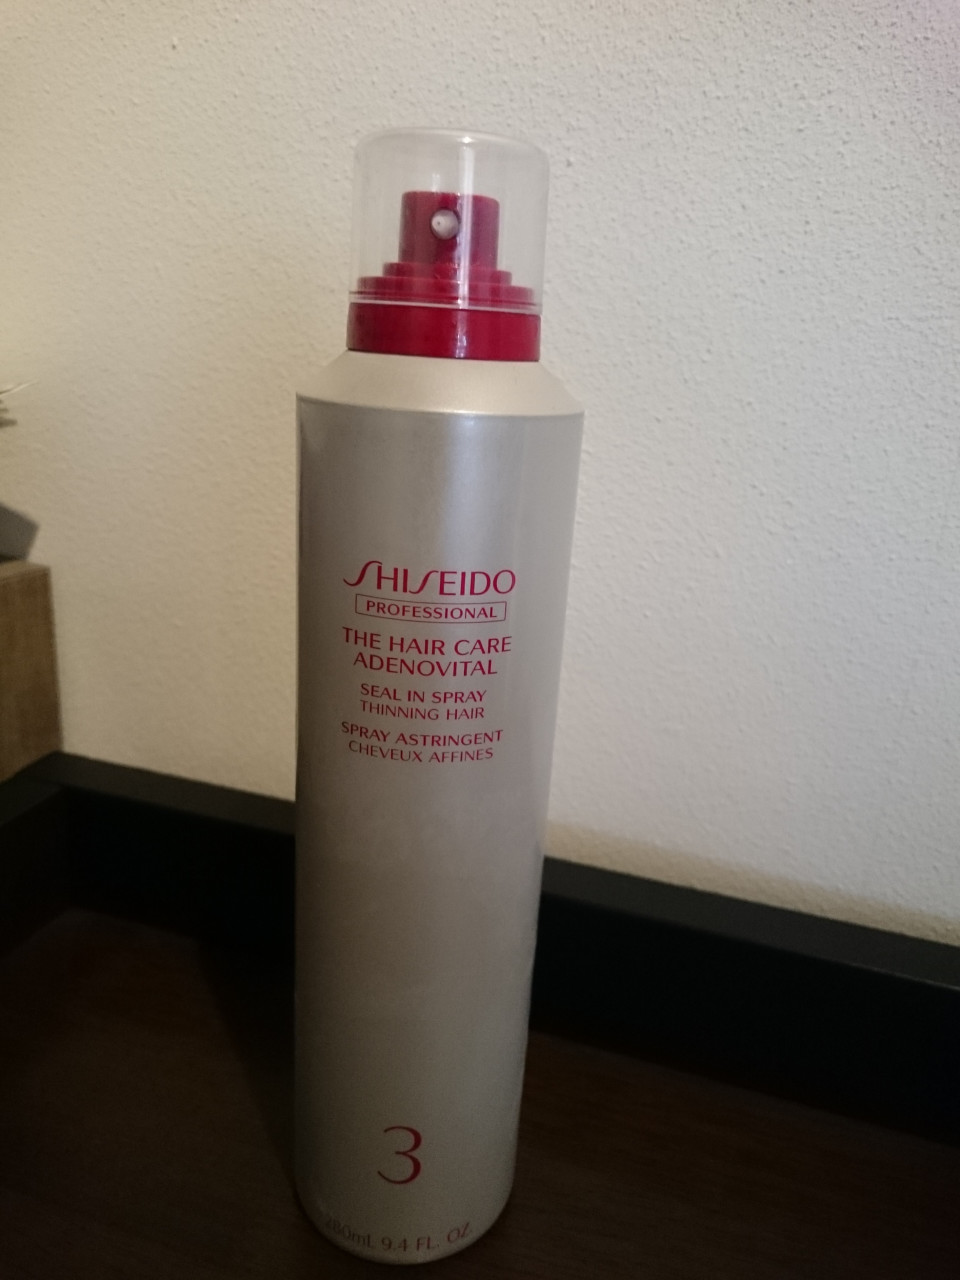 SHISEIDO
PROFESSIONAL
THE HAIR CARE
ADENOVITAL
SEAL IN SPRAY
THINNING HAIR
SPRAY ASTRINGENT
CHEVEUX AFFINES
3
280mL 9.4 FL. OZ.